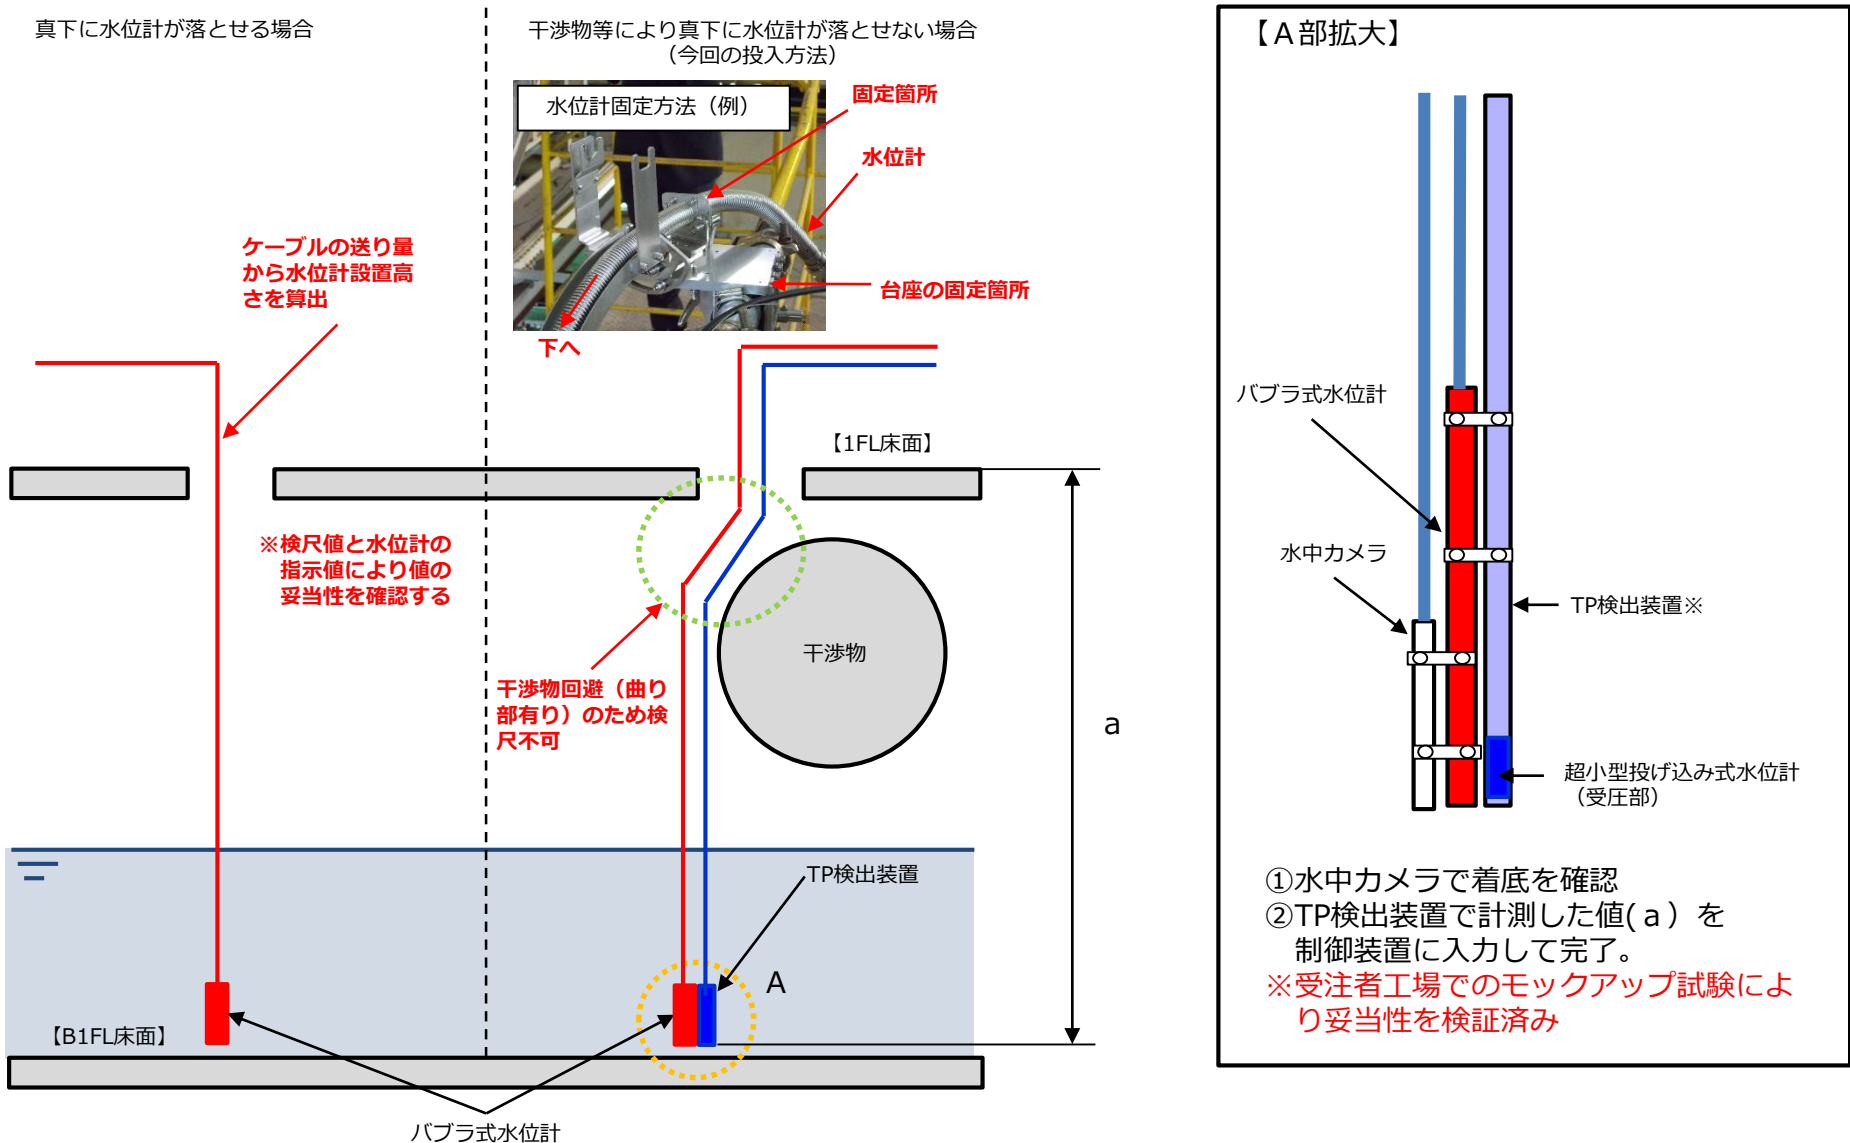 真下に水位計が落とせる場合
干渉物等により真下に水位計が落とせない場合
（今回の投入方法）
水位計固定方法（例）
固定箇所
水位計
台座の固定箇所
下へ
ケーブルの送り量
から水位計設置高
さを算出
【1FL床面】
※検尺値と水位計の
指示値により値の
妥当性を確認する
干渉物
干渉物回避（曲り
部有り）のため検
尺不可
a
TP検出装置
A
【B1FL床面】
バブラ式水位計
【Ａ部拡大】
バブラ式水位計
水中カメラ
TP検出装置※
超小型投げ込み式水位計
（受圧部）
①水中カメラで着底を確認
②TP検出装置で計測した値(ａ）を
制御装置に入力して完了。
※受注者工場でのモックアップ試験によ
り妥当性を検証済み